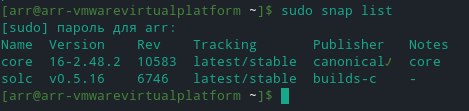 [arr@arr-vmwarevirtualplatform ~]$ sudo snap list
[sudo] пароль для arr:
Name  Version    Rev    Tracking       Publisher   Notes
core  16-2.48.2  10583  latest/stable  canonical✓  core
solc  v0.5.16    6746   latest/stable  builds-c    -
[arr@arr-vmwarevirtualplatform ~]$